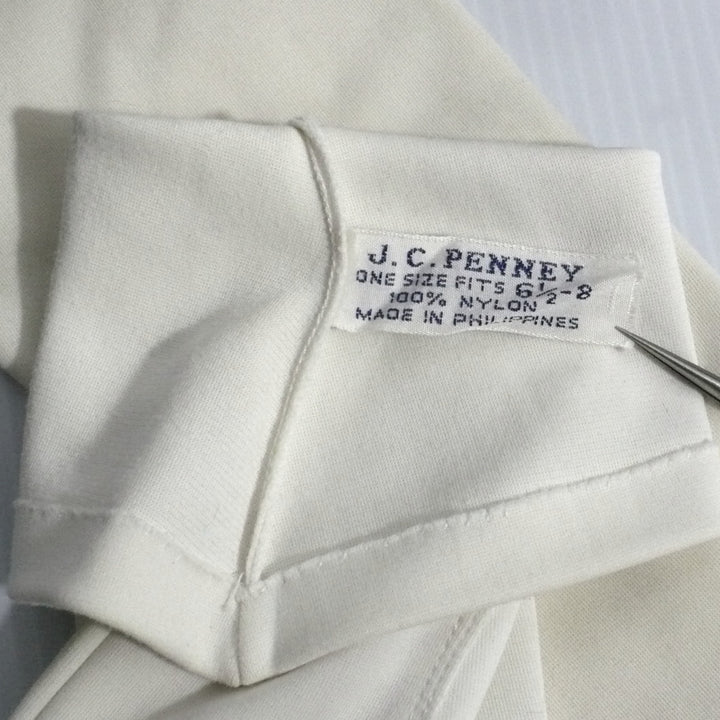 J.C. PENNEY
ONE SIZE FITS 6½-8
100% NYLON
MADE IN PHILIPPINES